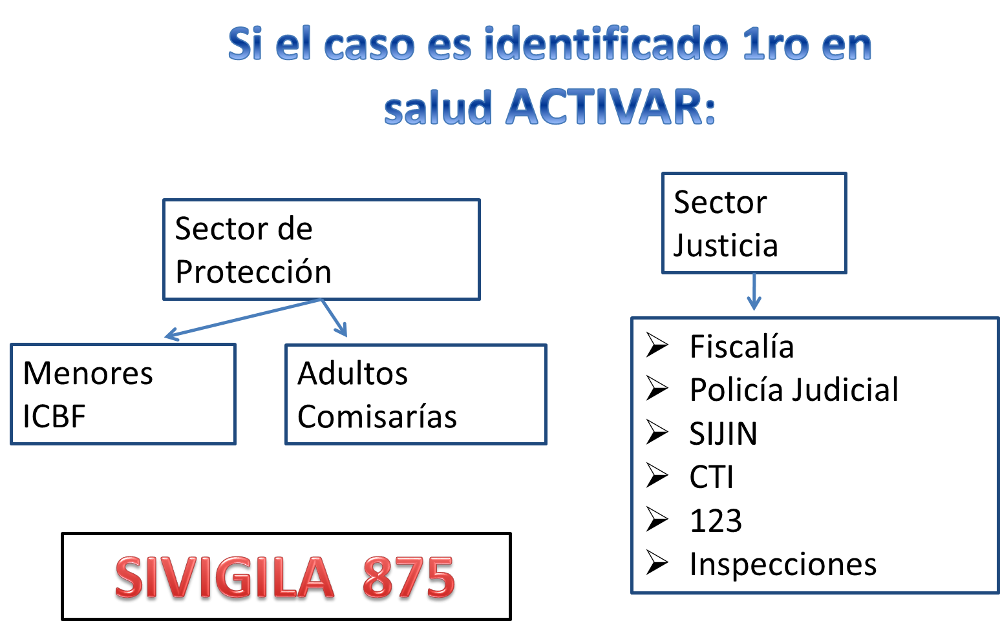 Si el caso es identificado 1ro en
salud ACTIVAR:
Sector de
Protección
Menores
ICBF
Adultos
Comisarías
Sector
Justicia
Fiscalía
Policía Judicial
SIJIN
CTI
123
Inspecciones
SIVIGILA 875